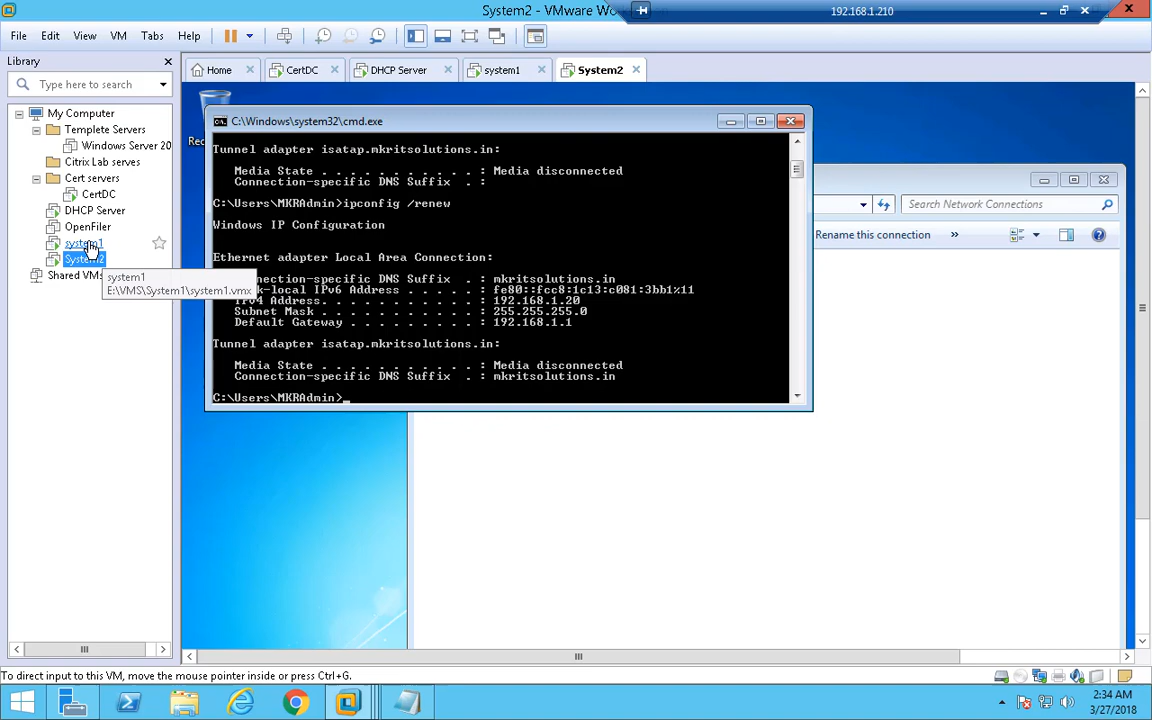 System2 - VMware Wo
192.168.1.210
File Edit View VM Tabs Help
Library
Type here to search
My Computer
Template Servers
Windows Server 20
Citrix Lab serves
Cert servers
CertDC
DHCP Server
OpenFiler
system1
System2
Shared VMs
system1
E:\VMS\System1\system1.vmx
Home CertDC DHCP Server system1 System2
Rec
C:\Windows\system32\cmd.exe
Tunnel adapter isatap.mkritsolutions.in:
Media State . . . . . . . . . . . : Media disconnected
Connection-specific DNS Suffix . :
C:\Users\MKRAdmin>ipconfig /renew
Windows IP Configuration
Ethernet adapter Local Area Connection:
nnection-specific DNS Suffix . : mkritsolutions.in
k-local IPv6 Address . . . . . : fe80::fcc8:1c13:c081:3bb1%11
IPv4 Address. . . . . . . . . . . : 192.168.1.20
Subnet Mask . . . . . . . . . . . : 255.255.255.0
Default Gateway . . . . . . . . . : 192.168.1.1
Tunnel adapter isatap.mkritsolutions.in:
Media State . . . . . . . . . . . : Media disconnected
Connection-specific DNS Suffix . : mkritsolutions.in
C:\Users\MKRAdmin>_
Search Network Connections
Rename this connection »
To direct input to this VM, move the mouse pointer inside or press Ctrl+G.
2:34 AM
3/27/2018